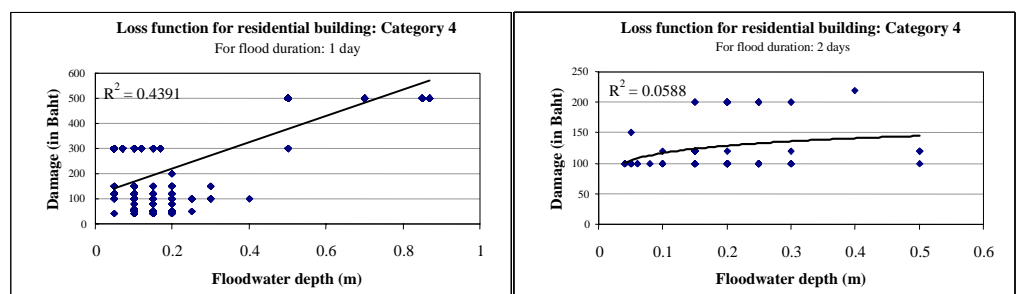 Loss function for residential building: Category 4
For flood duration: 1 day
R² = 0.4391
Damage (in Baht)
600
500
400
300
200
100
0
0 0.2 0.4 0.6 0.8 1
Floodwater depth (m)
Loss function for residential building: Category 4
For flood duration: 2 days
R² = 0.0588
Damage (in Baht)
250
200
150
100
50
0
0 0.1 0.2 0.3 0.4 0.5 0.6
Floodwater depth (m)